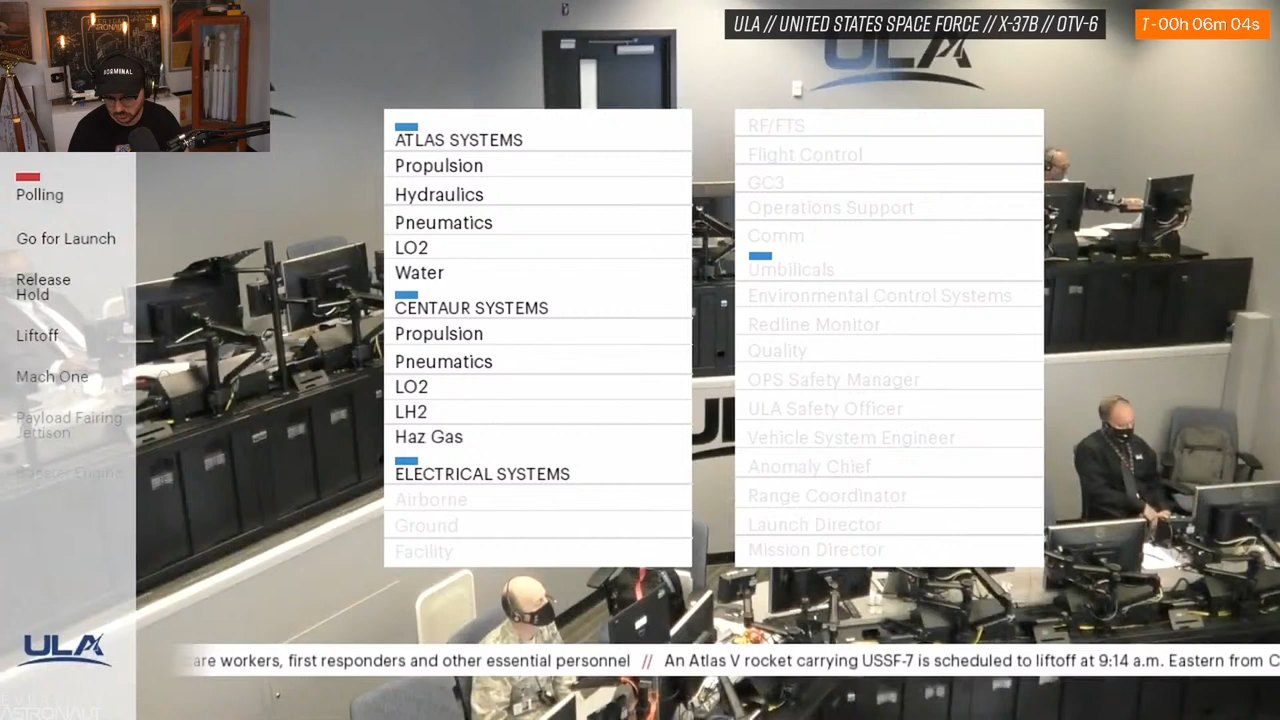 NOMINAL
ULA // UNITED STATES SPACE FORCE // X-37B // OTV-6
T-00h 06m 04s
ULA
Polling
Go for Launch
Release
Hold
Liftoff
Mach One
Payload Fairing
Jettison
Booster Engine
ULA
ATLAS SYSTEMS
Propulsion
Hydraulics
Pneumatics
LO2
Water
CENTAUR SYSTEMS
Propulsion
Pneumatics
LO2
LH2
Haz Gas
ELECTRICAL SYSTEMS
Airborne
Ground
Facility
RF/FTS
Flight Control
GC3
Operations Support
Comm
Umbilicals
Environmental Control Systems
Redline Monitor
Quality
OPS Safety Manager
ULA Safety Officer
Vehicle System Engineer
Anomaly Chief
Range Coordinator
Launch Director
Mission Director
are workers, first responders and other essential personnel // An Atlas V rocket carrying USSF-7 is scheduled to liftoff at 9:14 a.m. Eastern from C
ASTRONAUT